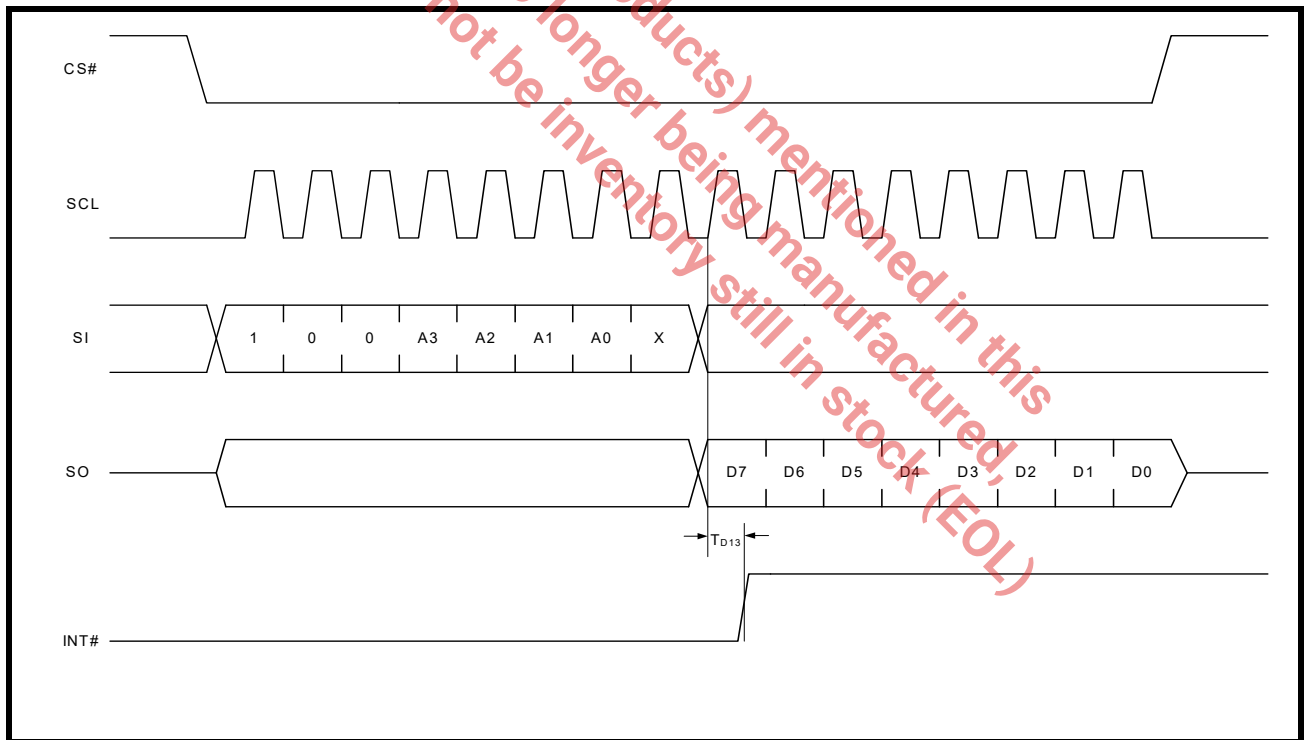 CS#
SCL
SI
1 0 0 A3 A2 A1 A0 X
SO
D7 D6 D5 D4 D3 D2 D1 D0
TD13
INT#
oducts) mentioned in this
longer being manufactured,
not be inventory still in stock (EOL)